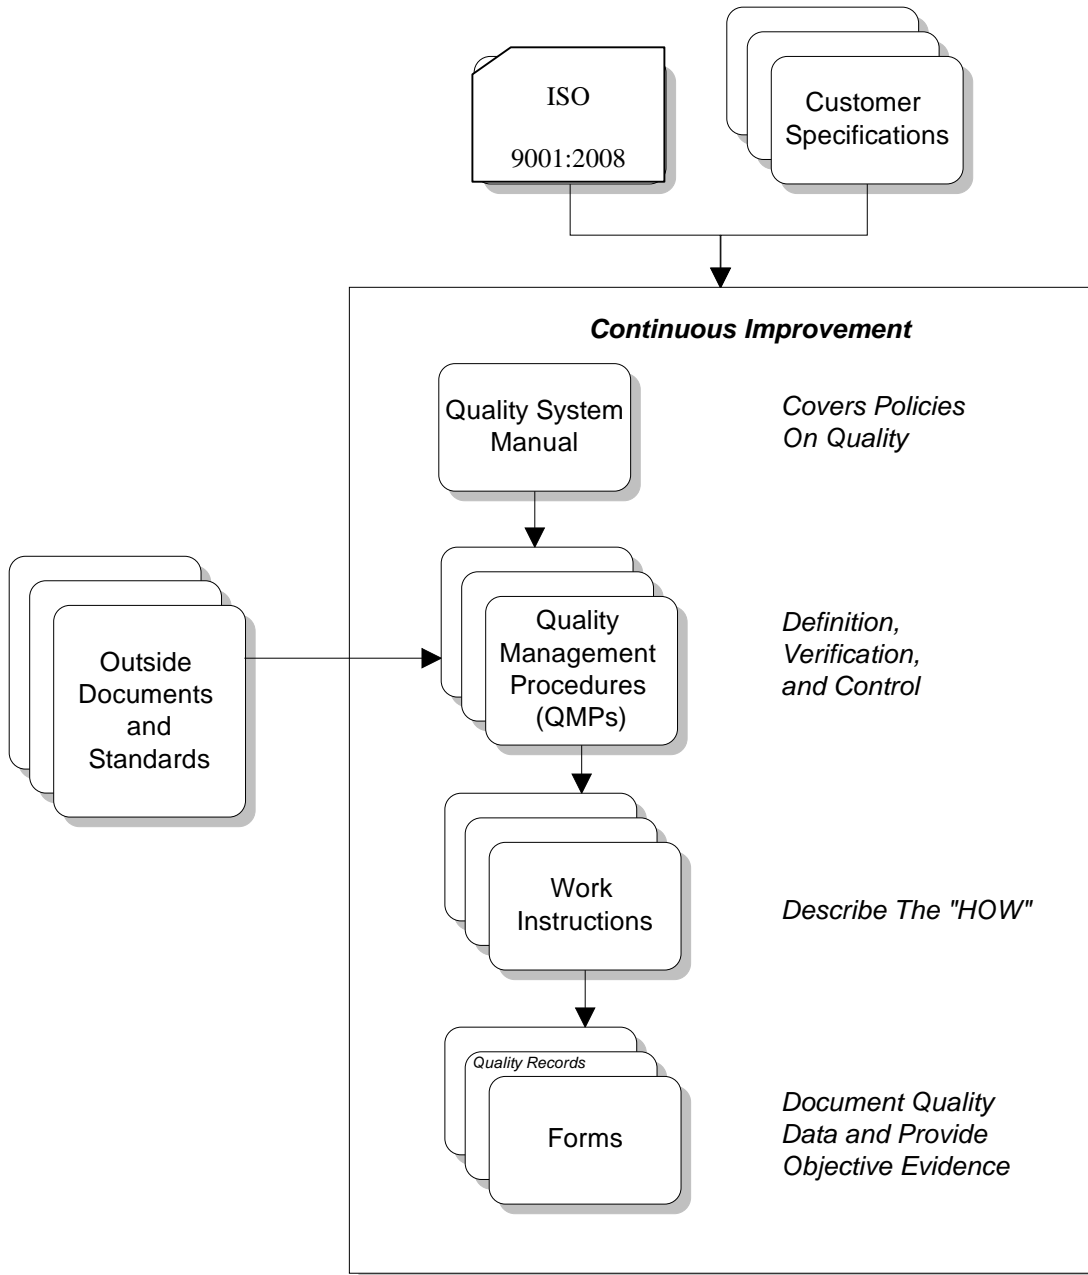 ISO
9001:2008
Customer
Specifications
Continuous Improvement
Quality System
Manual
Covers Policies
On Quality
Outside
Documents
and
Standards
Quality
Management
Procedures
(QMPs)
Definition,
Verification,
and Control
Work
Instructions
Describe The "HOW"
Quality Records
Forms
Document Quality
Data and Provide
Objective Evidence